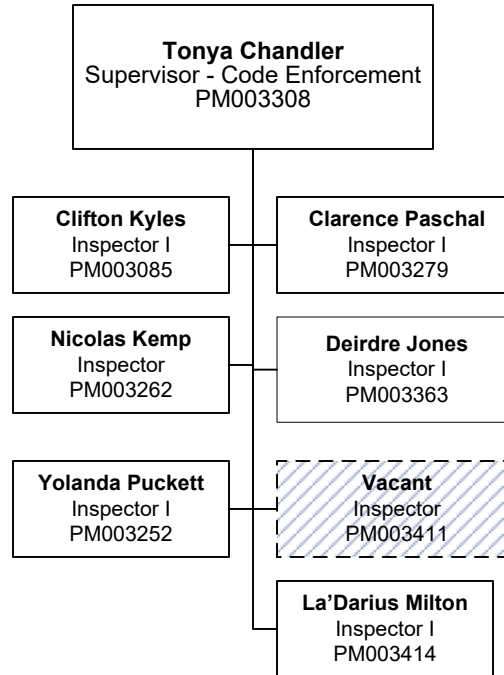 Tonya Chandler
Supervisor - Code Enforcement
PM003308
Clifton Kyles
Inspector I
PM003085
Clarence Paschal
Inspector I
PM003279
Nicolas Kemp
Inspector
PM003262
Deirdre Jones
Inspector I
PM003363
Yolanda Puckett
Inspector I
PM003252
Vacant
Inspector
PM003411
La’Darius Milton
Inspector I
PM003414